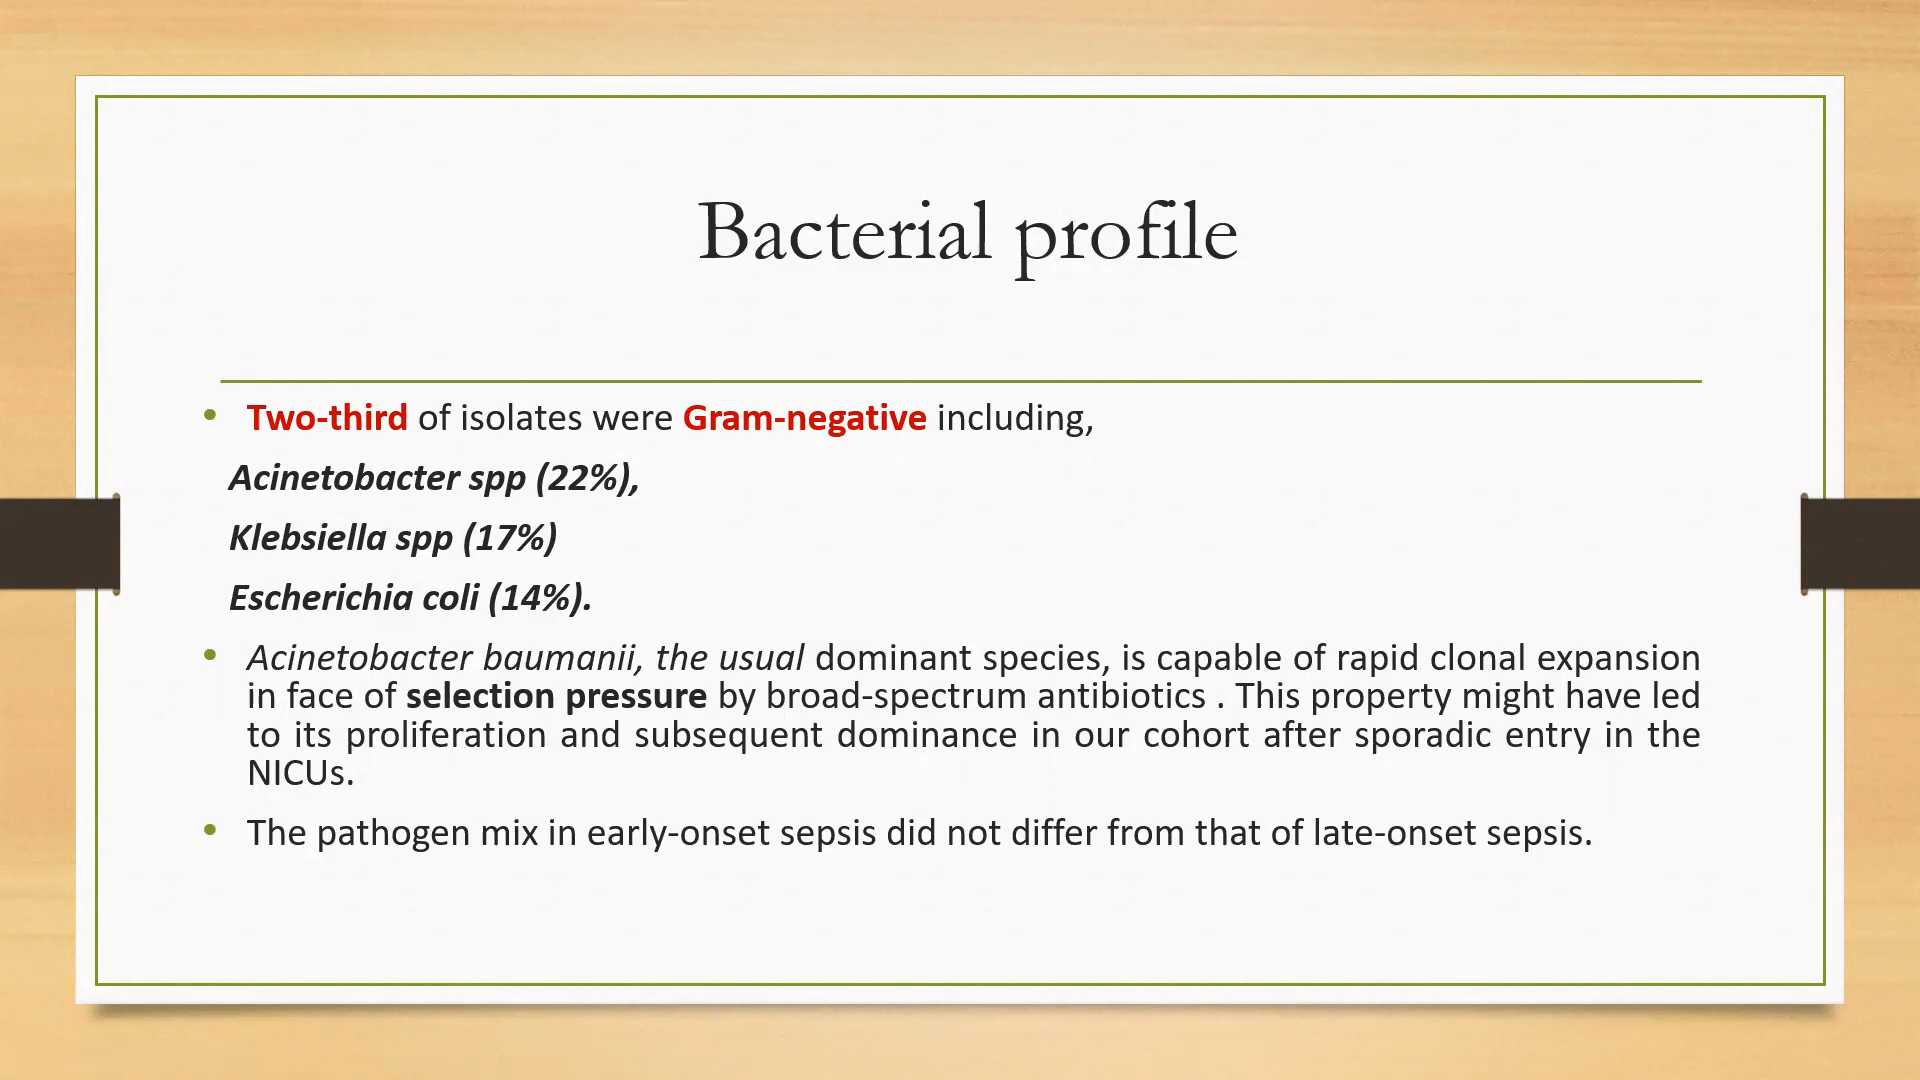 Bacterial profile
• Two-third of isolates were Gram-negative including,
Acinetobacter spp (22%),
Klebsiella spp (17%)
Escherichia coli (14%).
• Acinetobacter baumanii, the usual dominant species, is capable of rapid clonal expansion
in face of selection pressure by broad-spectrum antibiotics . This property might have led
to its proliferation and subsequent dominance in our cohort after sporadic entry in the
NICUs.
• The pathogen mix in early-onset sepsis did not differ from that of late-onset sepsis.